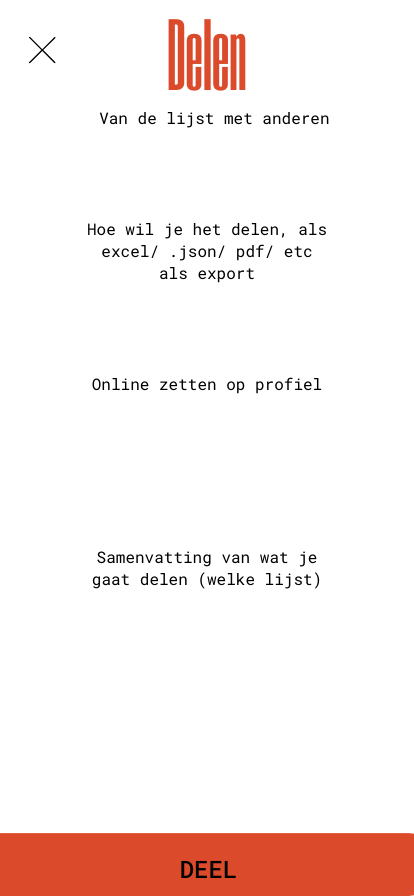 Delen
Van de lijst met anderen
Hoe wil je het delen, als
excel/ .json/ pdf/ etc
als export
Online zetten op profiel
Samenvatting van wat je
gaat delen (welke lijst)
DEEL